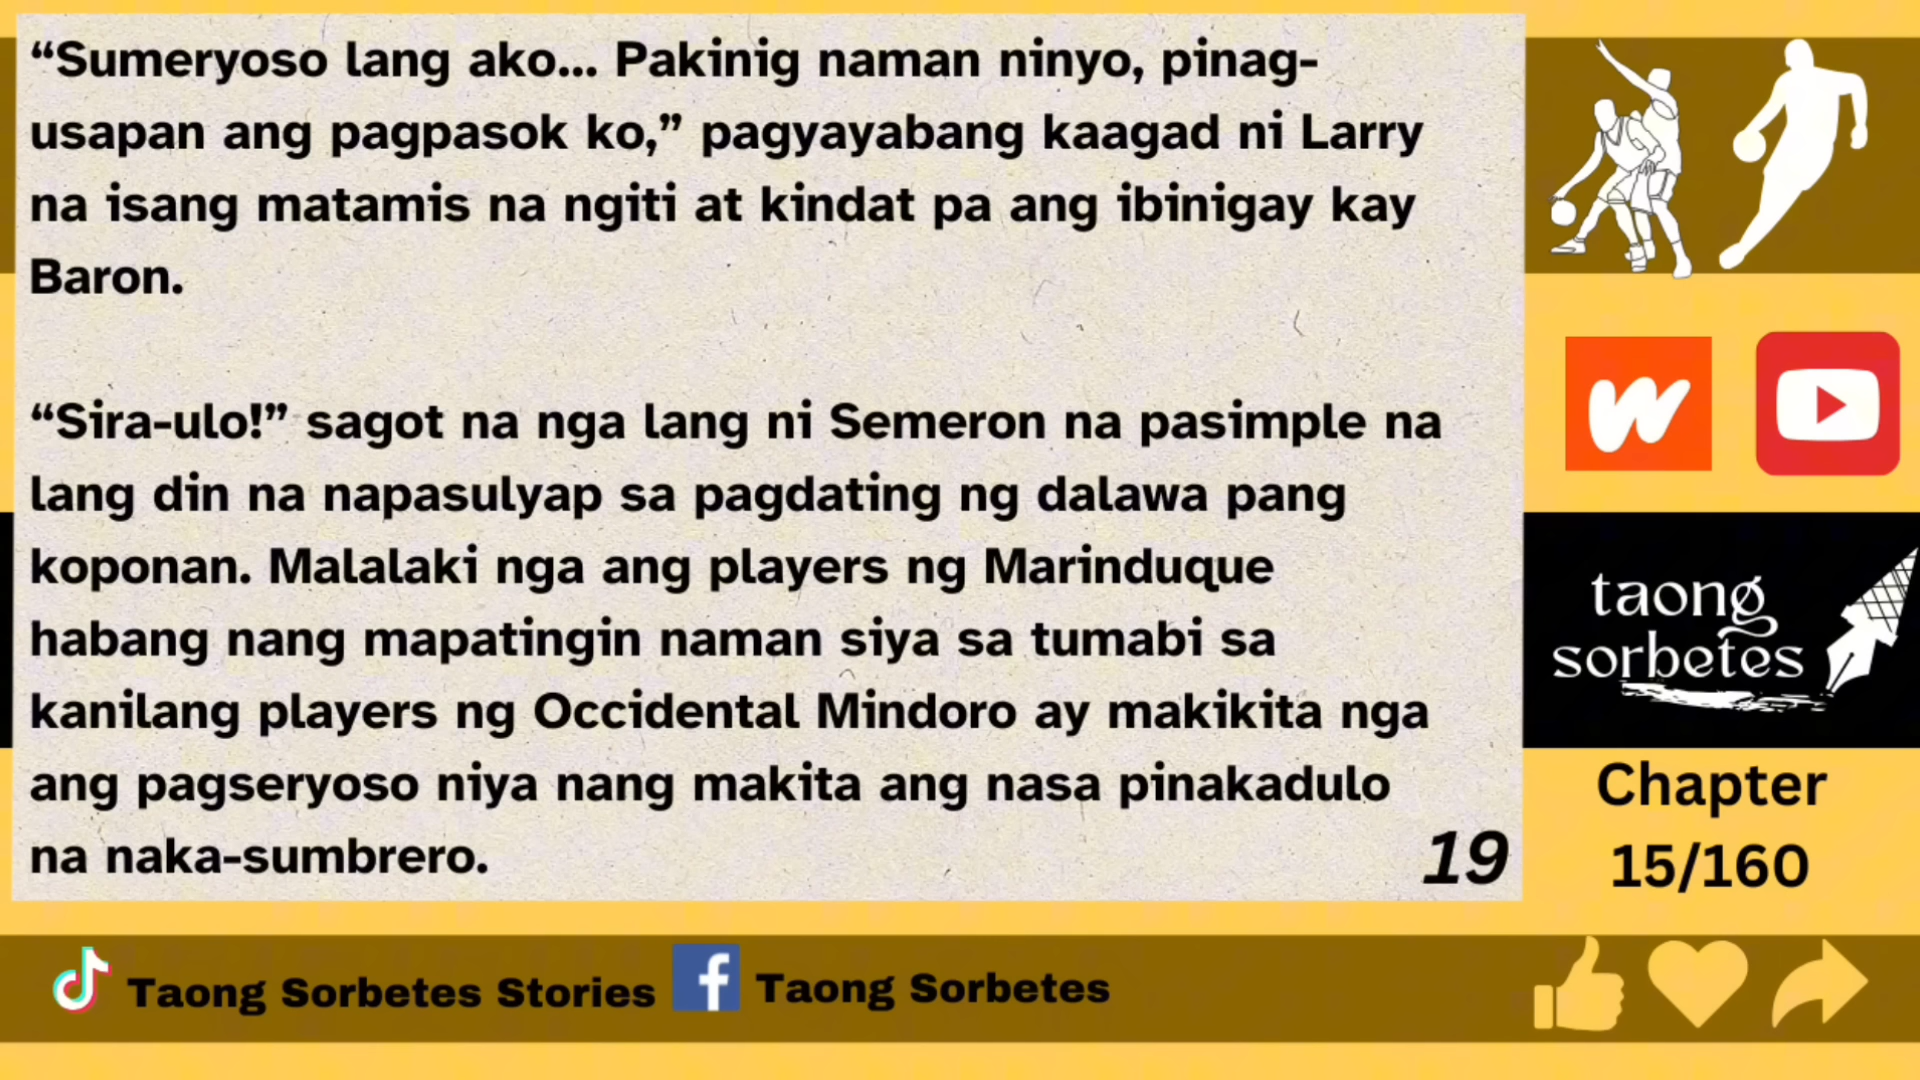 “Sumeryoso lang ako... Pakinig naman ninyo, pinag-
usapan ang pagpasok ko,” pagyayabang kaagad ni Larry
na isang matamis na ngiti at kindat pa ang ibinigay kay
Baron.
“Sira-ulo!” sagot na nga lang ni Semeron na pasimple na
lang din na napasulyap sa pagdating ng dalawa pang
koponan. Malalaki nga ang players ng Marinduque
habang nang mapatingin naman siya sa tumabi sa
kanilang players ng Occidental Mindoro ay makikita nga
ang pagseryoso niya nang makita ang nasa pinakadulo
na naka-sumbrero.
19
taong
sorbetes
Chapter
15/160
Taong Sorbetes Stories
Taong Sorbetes